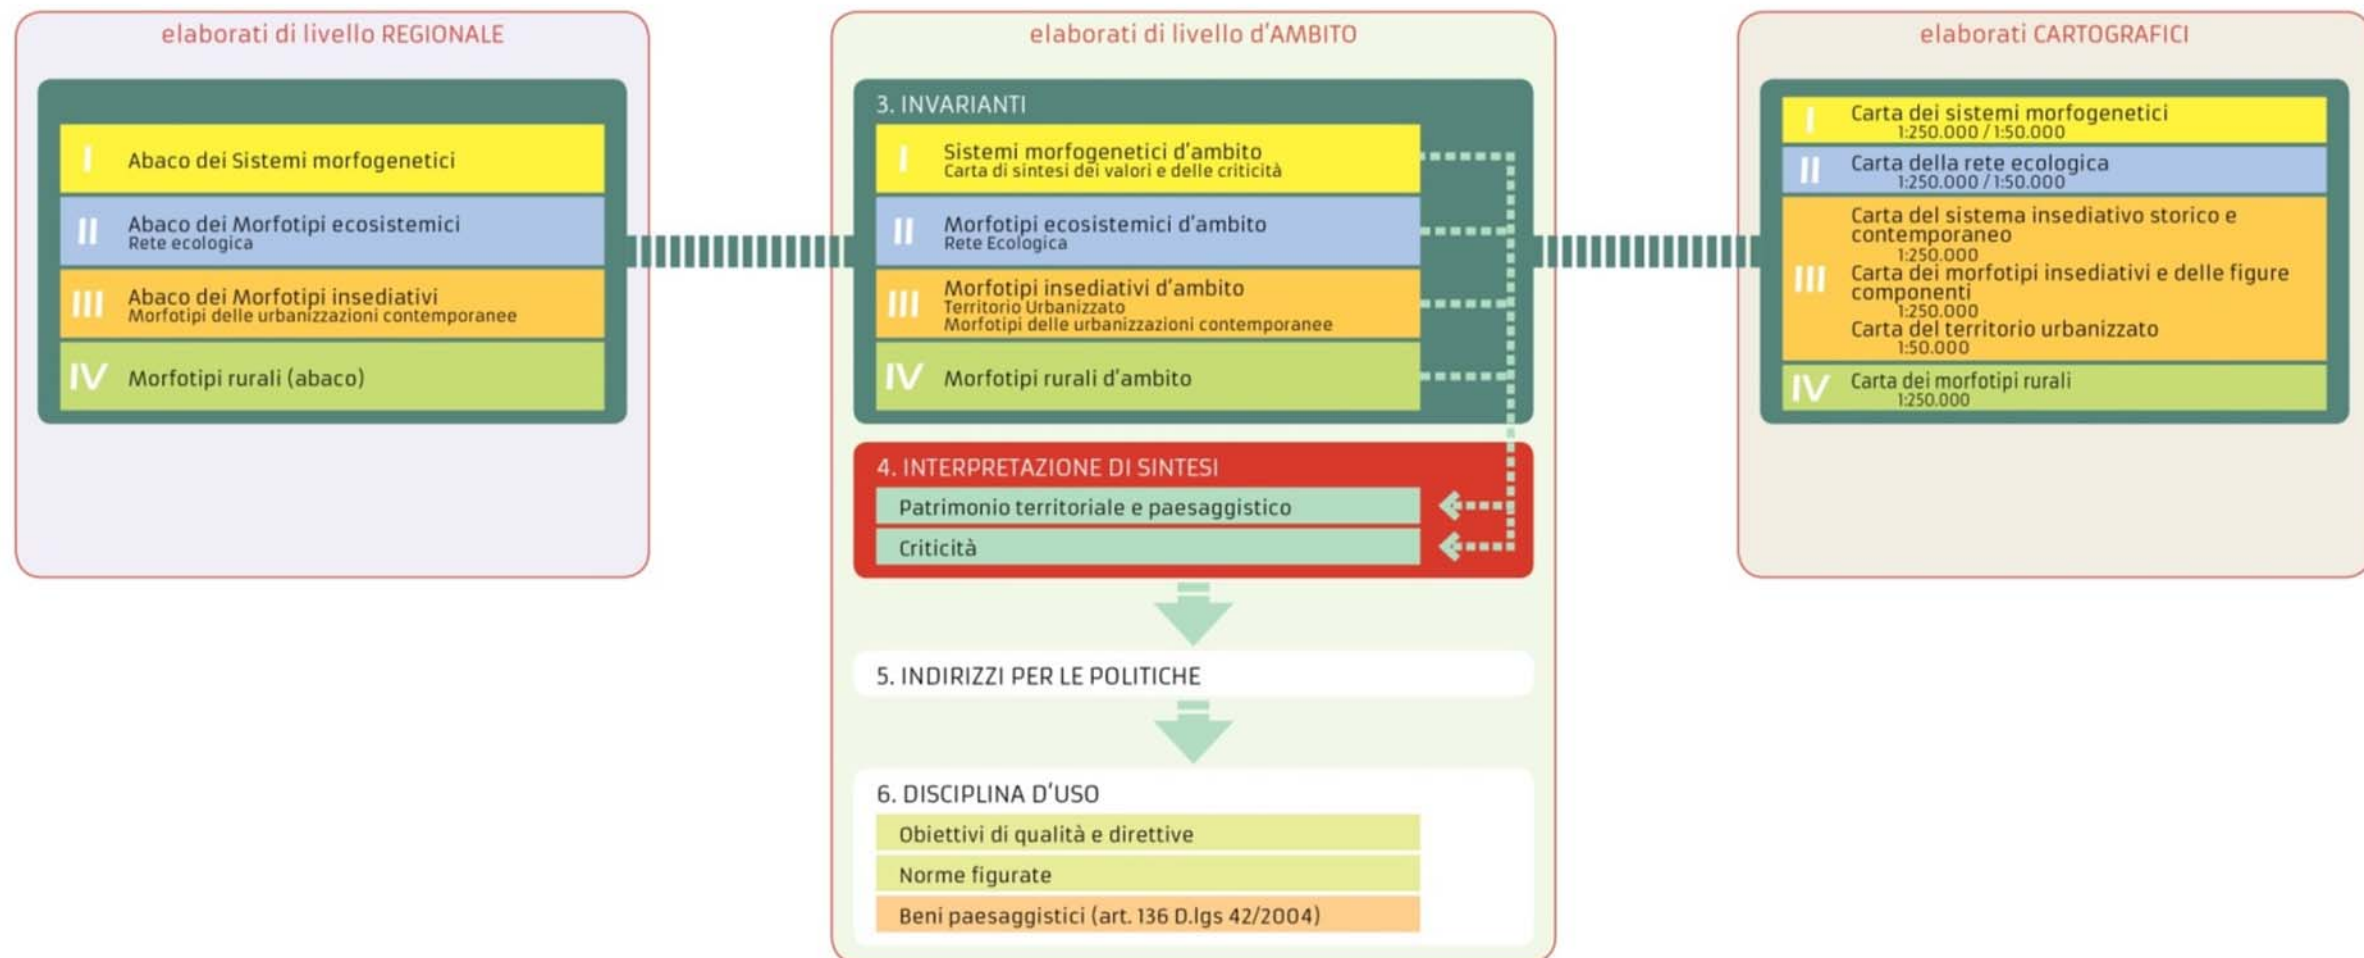 elaborati di livello REGIONALE
I
Abaco dei Sistemi morfogenetici
II
Abaco dei Morfotipi ecosistemici
Rete ecologica
III
Abaco dei Morfotipi insediativi
Morfotipi delle urbanizzazioni contemporanee
IV
Morfotipi rurali (abaco)
elaborati di livello d'AMBITO
3. INVARIANTI
I
Sistemi morfogenetici d'ambito
Carta di sintesi dei valori e delle criticità
II
Morfotipi ecosistemici d'ambito
Rete Ecologica
III
Morfotipi insediativi d'ambito
Territorio Urbanizzato
Morfotipi delle urbanizzazioni contemporanee
IV
Morfotipi rurali d'ambito
4. INTERPRETAZIONE DI SINTESI
Patrimonio territoriale e paesaggistico
Criticità
5. INDIRIZZI PER LE POLITICHE
6. DISCIPLINA D'USO
Obiettivi di qualità e direttive
Norme figurate
Beni paesaggistici (art. 136 D.lgs 42/2004)
elaborati CARTOGRAFICI
I
Carta dei sistemi morfogenetici
1:250.000 / 1:50.000
II
Carta della rete ecologica
1:250.000 / 1:50.000
III
Carta del sistema insediativo storico e
contemporaneo
1:250.000
Carta dei morfotipi insediativi e delle figure
componenti
1:250.000
Carta del territorio urbanizzato
1:50.000
IV
Carta dei morfotipi rurali
1:250.000